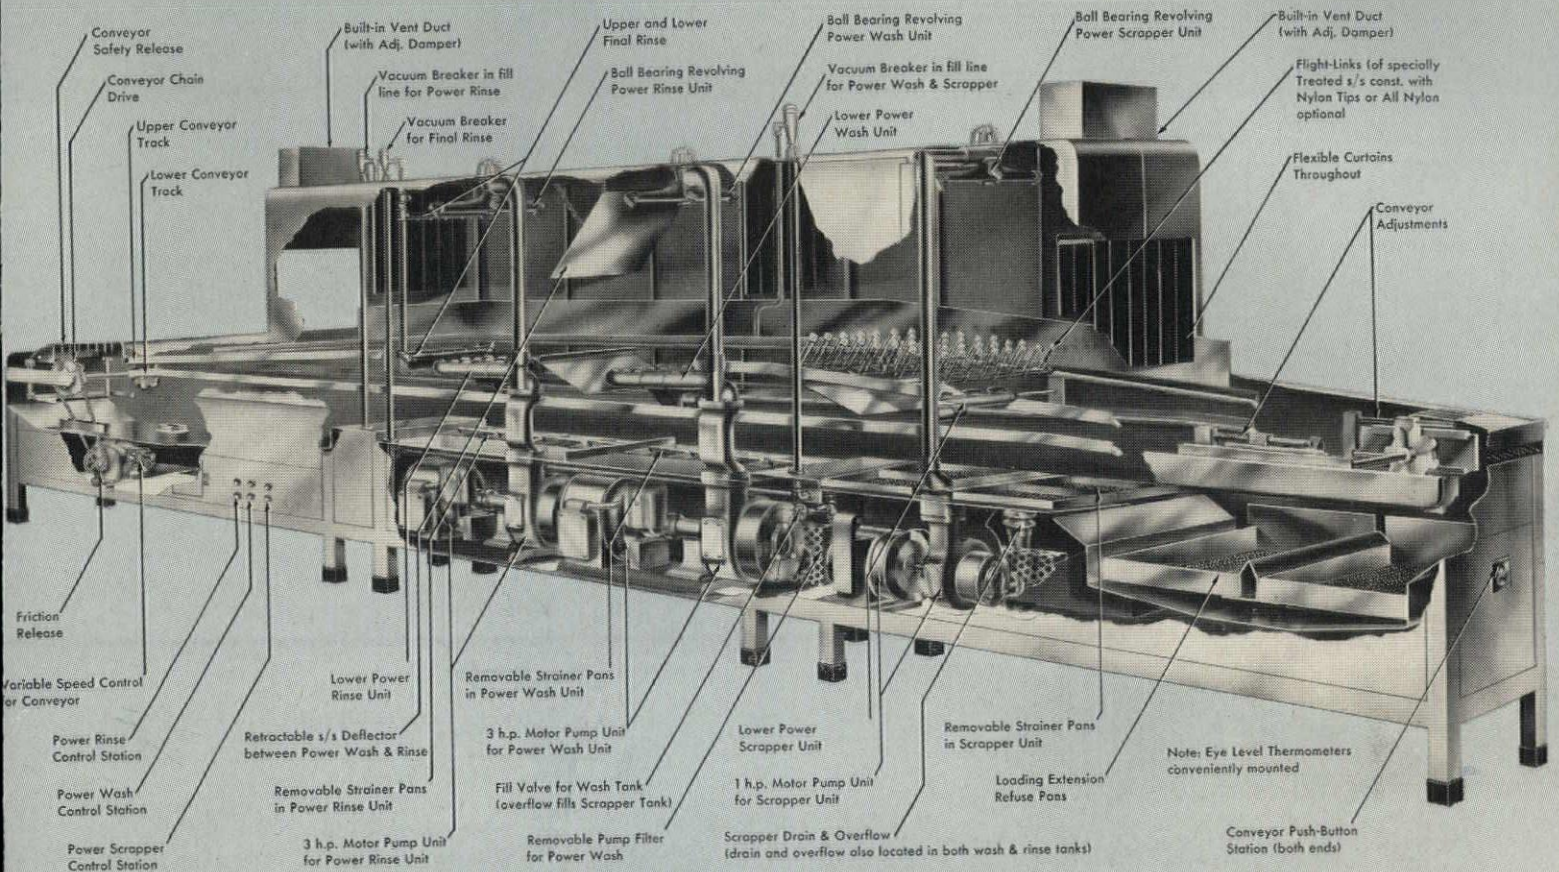 Conveyor
Safety Release
Built-in Vent Duct
(with Adj. Damper)
Upper and Lower
Final Rinse
Ball Bearing Revolving
Power Wash Unit
Ball Bearing Revolving
Power Scrapper Unit
Built-in Vent Duct
(with Adj. Damper)
Conveyor Chain
Drive
Vacuum Breaker in fill
line for Power Rinse
Ball Bearing Revolving
Power Rinse Unit
Vacuum Breaker in fill line
for Power Wash & Scrapper
Flight-Links (of specially
Treated s/s const. with
Nylon Tips or All Nylon
optional
Upper Conveyor
Track
Vacuum Breaker
for Final Rinse
Lower Power
Wash Unit
Lower Conveyor
Track
Flexible Curtains
Throughout
Conveyor
Adjustments
Friction
Release
Variable Speed Control
for Conveyor
Lower Power
Rinse Unit
Removable Strainer Pans
in Power Wash Unit
Power Rinse
Control Station
Retractable s/s Deflector
between Power Wash & Rinse
3 h.p. Motor Pump Unit
for Power Wash Unit
Lower Power
Scrapper Unit
Removable Strainer Pans
in Scrapper Unit
Note: Eye Level Thermometers
conveniently mounted
Power Wash
Control Station
Removable Strainer Pans
in Power Rinse Unit
Fill Valve for Wash Tank
(overflow fills Scrapper Tank)
1 h.p. Motor Pump Unit
for Scrapper Unit
Loading Extension
Refuse Pans
Power Scrapper
Control Station
3 h.p. Motor Pump Unit
for Power Rinse Unit
Removable Pump Filter
for Power Wash
Scrapper Drain & Overflow
(drain and overflow also located in both wash & rinse tanks)
Conveyor Push-Button
Station (both ends)